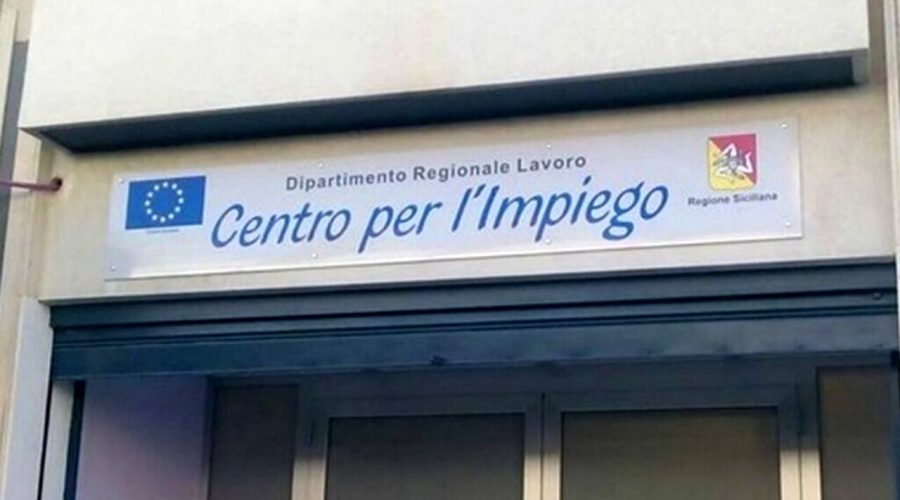 Dipartimento Regionale Lavoro
Centro per l'Impiego
Regione Siciliana